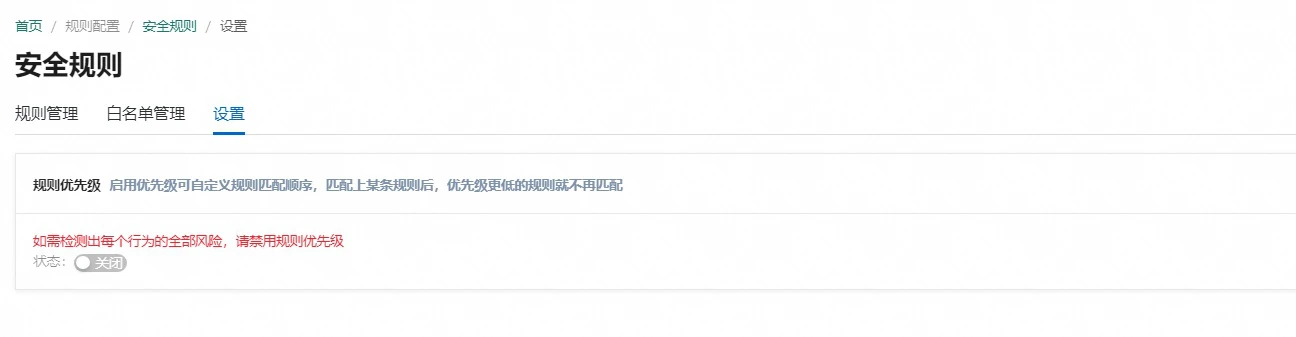 首页 / 规则配置 / 安全规则 / 设置
安全规则
规则管理 白名单管理 设置
规则优先级 启用优先级可自定义规则匹配顺序，匹配上某条规则后，优先级更低的规则就不再匹配
如需检测出每个行为的全部风险，请禁用规则优先级
状态： 关闭